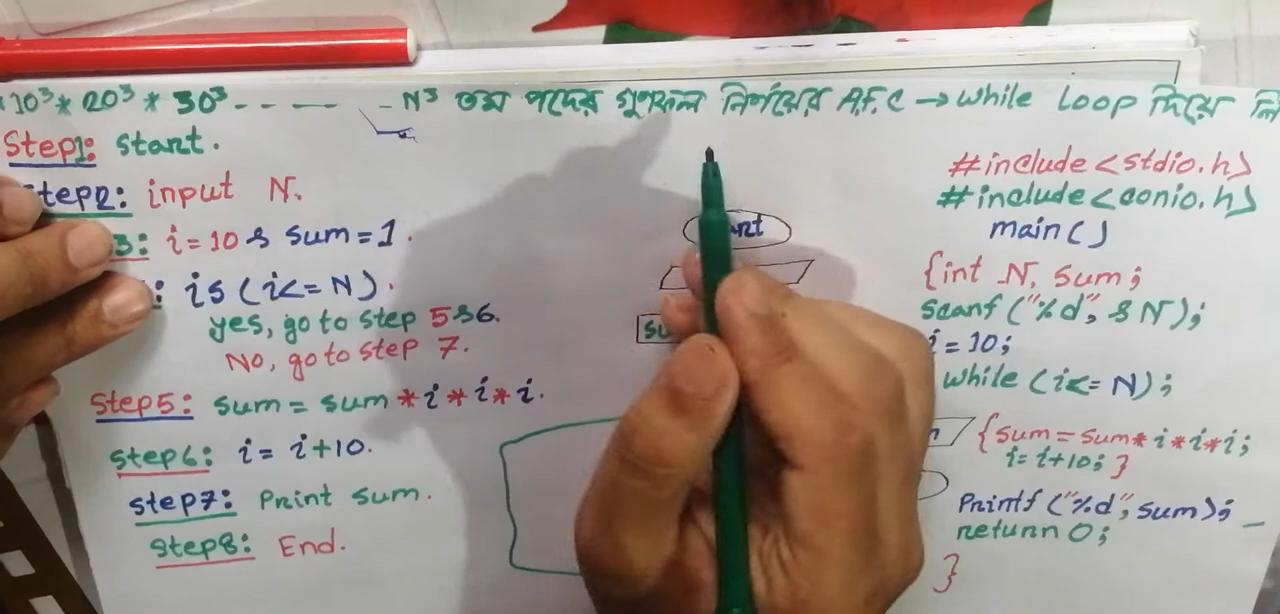 10³ * 20³ * 30³ - - - - - - N³ তম পদের গুণফল নির্ণয়ের A.F.C → While Loop দিয়ে
Step1: Start.
Step2: input N.
3: i=10 & sum=1.
is (i<=N).
yes, go to step 5&6.
No, go to step 7.
Step5: sum = sum *i *i *i.
step6: i= i+10.
step7: Print sum.
step8: End.
#include <stdio.h>
#include <conio.h>
main()
{int N, sum;
scanf ("%d", &N);
i=10;
while (i<=N);
{sum=sum*i*i*i;
i=i+10;}
Printf ("%d", sum);
return 0;
}